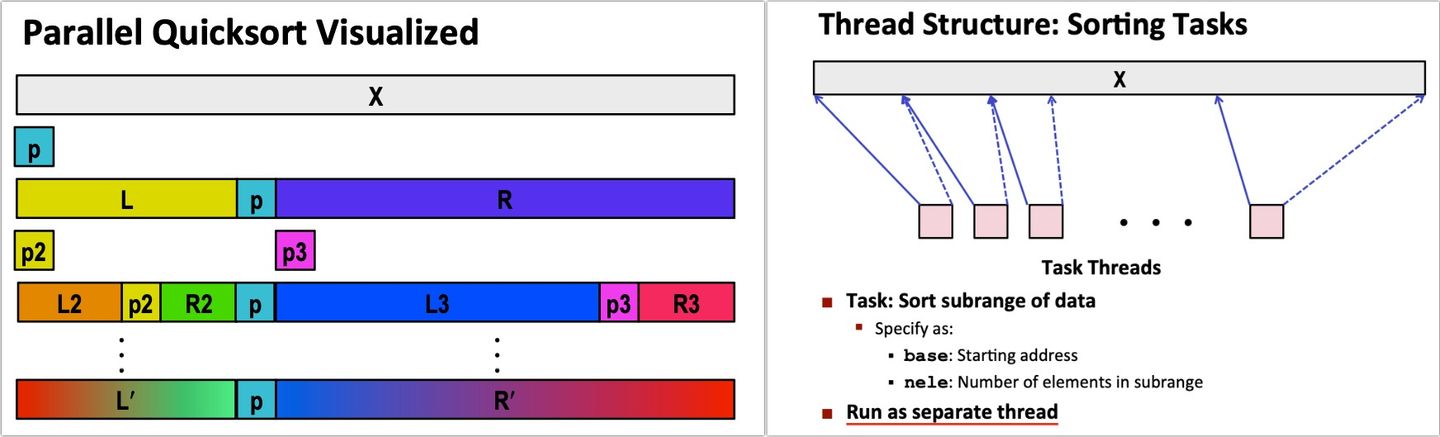 Parallel Quicksort Visualized
X
p
L p R
p2 p3
L2 p2 R2 p L3 p3 R3
L′ p R′
Thread Structure: Sorting Tasks
X
Task Threads
Task: Sort subrange of data
Specify as:
base: Starting address
nele: Number of elements in subrange
Run as separate thread